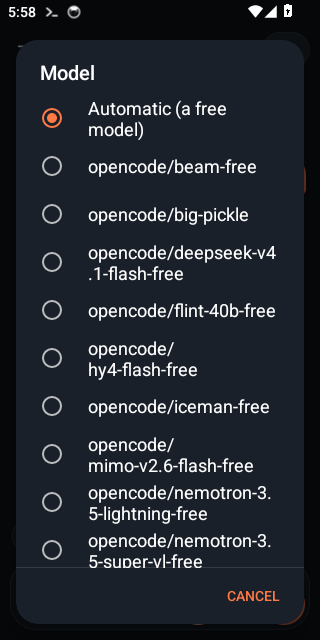 5:58
Model
Automatic (a free
model)
opencode/beam-free
opencode/big-pickle
opencode/deepseek-v4
.1-flash-free
opencode/flint-40b-free
opencode/
hy4-flash-free
opencode/iceman-free
opencode/
mimo-v2.6-flash-free
opencode/nemotron-3.
5-lightning-free
opencode/nemotron-3.
5-super-vl-free
CANCEL